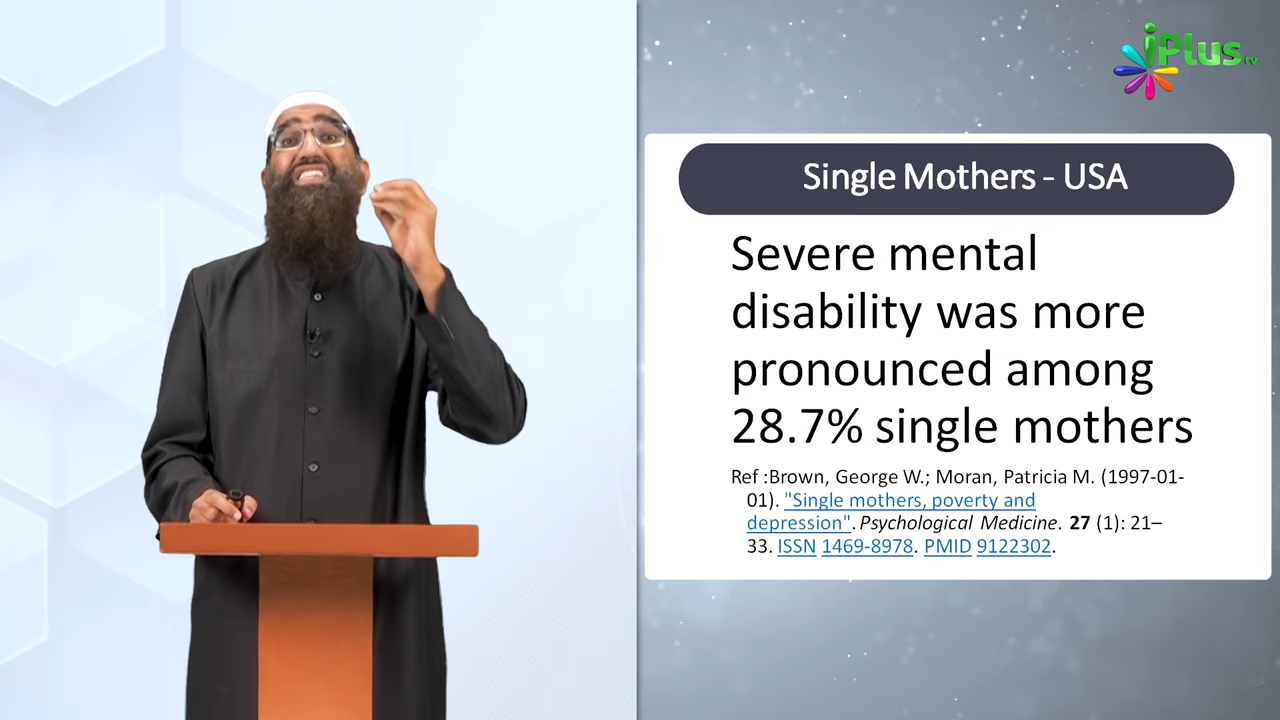 iPlus tv
Single Mothers - USA
Severe mental
disability was more
pronounced among
28.7% single mothers
Ref :Brown, George W.; Moran, Patricia M. (1997-01-
01). "Single mothers, poverty and
depression". Psychological Medicine. 27 (1): 21–
33. ISSN 1469-8978. PMID 9122302.